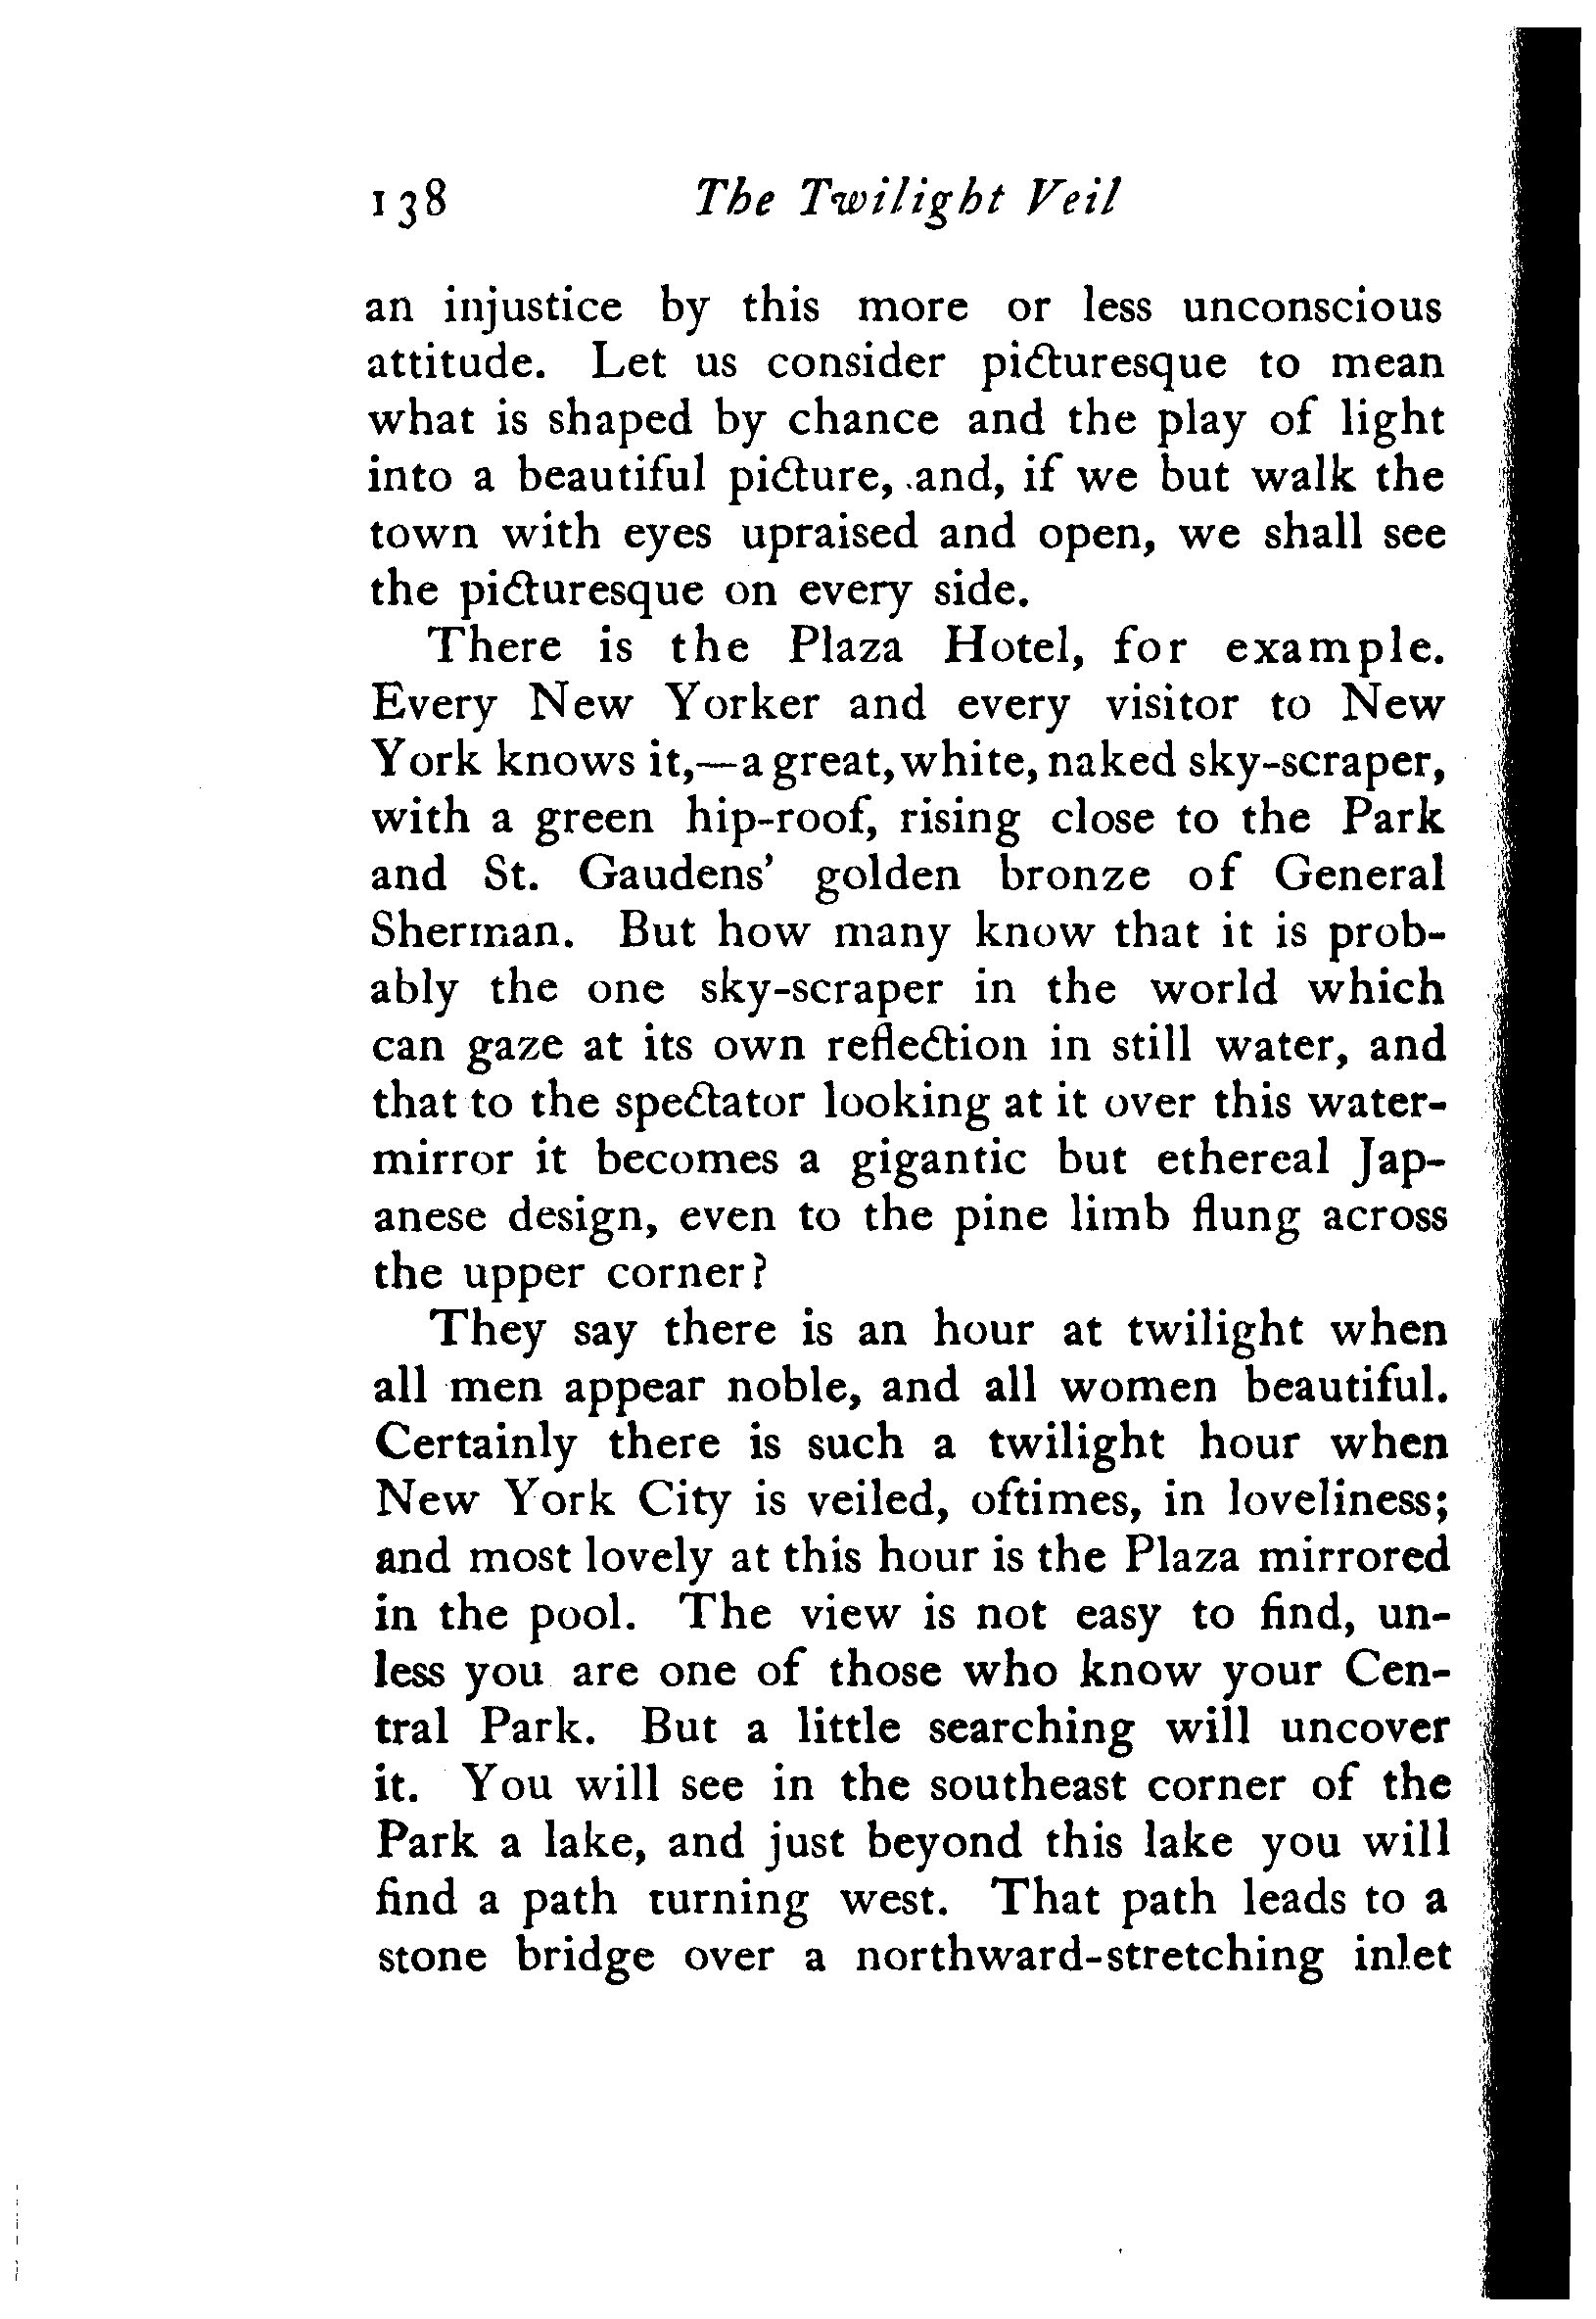 138 The Twilight Veil
an injustice by this more or less unconscious
attitude. Let us consider picturesque to mean
what is shaped by chance and the play of light
into a beautiful picture, and, if we but walk the
town with eyes upraised and open, we shall see
the picturesque on every side.
There is the Plaza Hotel, for example.
Every New Yorker and every visitor to New
York knows it,—a great, white, naked sky-scraper,
with a green hip-roof, rising close to the Park
and St. Gaudens' golden bronze of General
Sherman. But how many know that it is prob-
ably the one sky-scraper in the world which
can gaze at its own reflection in still water, and
that to the spectator looking at it over this water-
mirror it becomes a gigantic but ethereal Jap-
anese design, even to the pine limb flung across
the upper corner?
They say there is an hour at twilight when
all men appear noble, and all women beautiful.
Certainly there is such a twilight hour when
New York City is veiled, oftimes, in loveliness;
and most lovely at this hour is the Plaza mirrored
in the pool. The view is not easy to find, un-
less you are one of those who know your Cen-
tral Park. But a little searching will uncover
it. You will see in the southeast corner of the
Park a lake, and just beyond this lake you will
find a path turning west. That path leads to a
stone bridge over a northward-stretching inlet